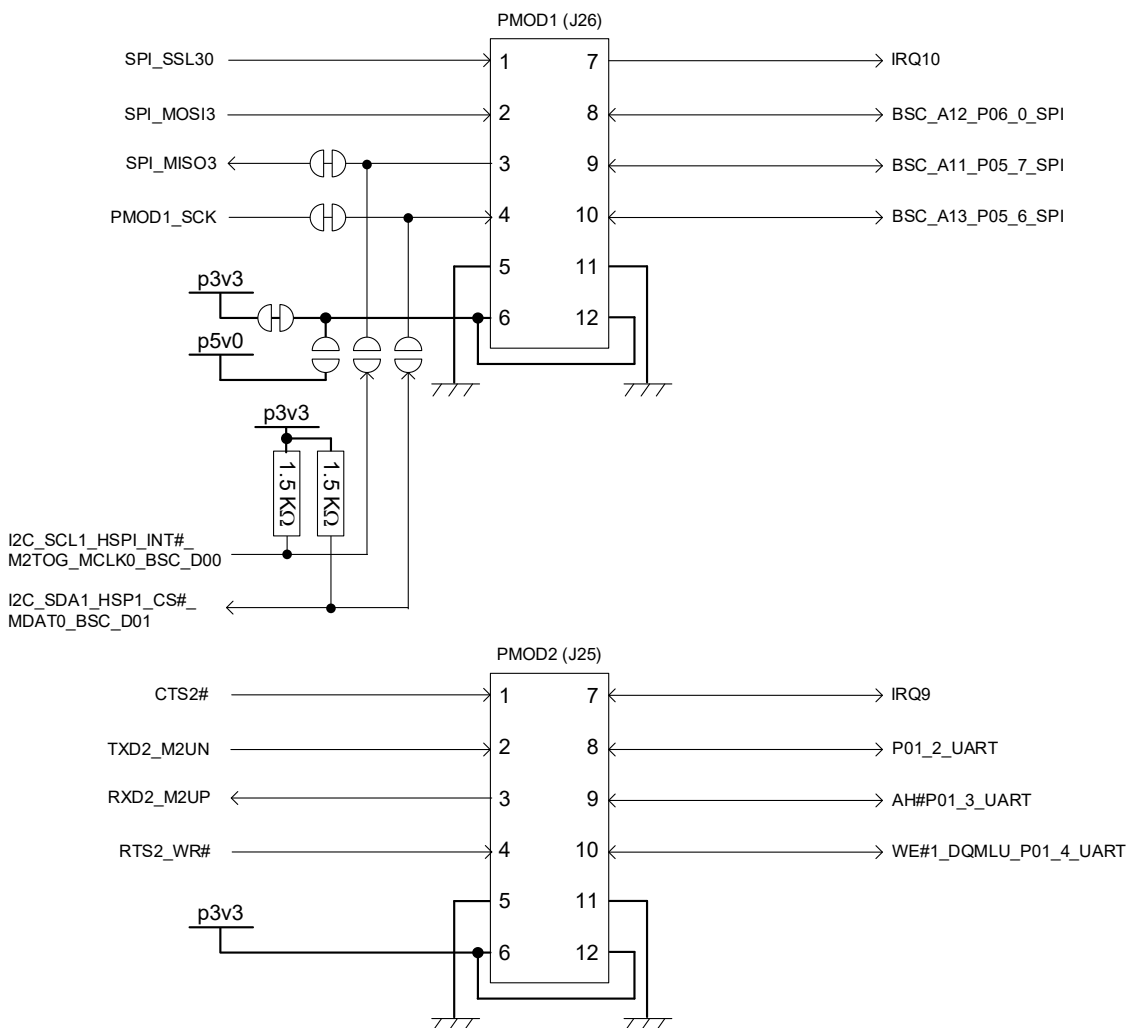 PMOD1 (J26)
SPI_SSL30
1
7
IRQ10
SPI_MOSI3
2
8
BSC_A12_P06_0_SPI
SPI_MISO3
3
9
BSC_A11_P05_7_SPI
PMOD1_SCK
4
10
BSC_A13_P05_6_SPI
5
11
p3v3
6
12
p5v0
p3v3
1.5 KΩ
1.5 KΩ
I2C_SCL1_HSPI_INT#_
M2TOG_MCLK0_BSC_D00
I2C_SDA1_HSP1_CS#_
MDAT0_BSC_D01
PMOD2 (J25)
CTS2#
1
7
IRQ9
TXD2_M2UN
2
8
P01_2_UART
RXD2_M2UP
3
9
AH#P01_3_UART
RTS2_WR#
4
10
WE#1_DQMLU_P01_4_UART
5
11
p3v3
6
12